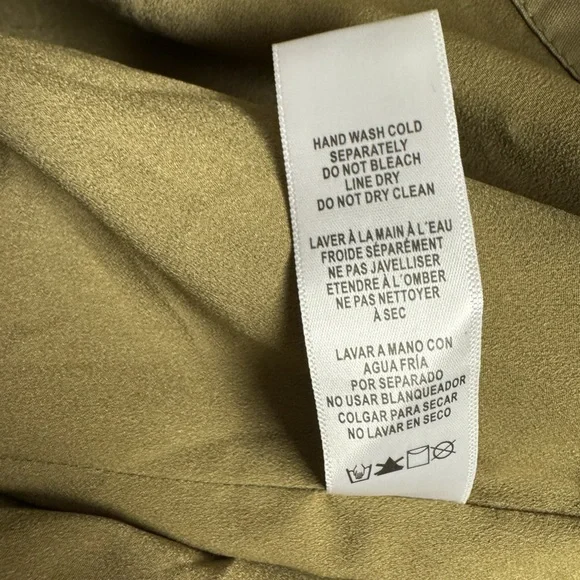 HAND WASH COLD
SEPARATELY
DO NOT BLEACH
LINE DRY
DO NOT DRY CLEAN
LAVER À LA MAIN À L´EAU
FROIDE SÉPARÉMENT
NE PAS JAVELLISER
ETENDRE À L´OMBER
NE PAS NETTOYER
À SEC
LAVAR A MANO CON
AGUA FRÍA
POR SEPARADO
NO USAR BLANQUEADOR
COLGAR PARA SECAR
NO LAVAR EN SECO